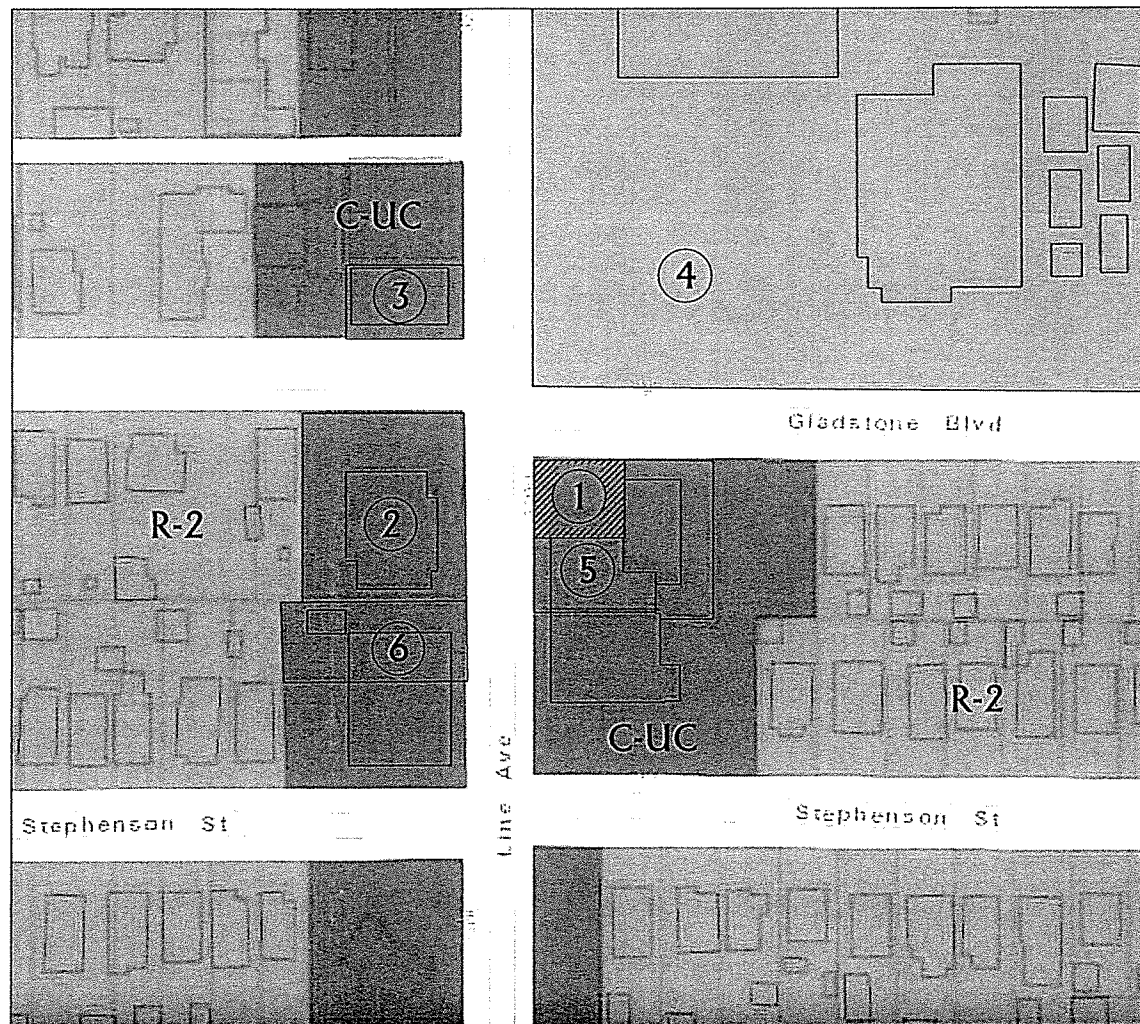 C-UC
3
4
Gladstone Blvd
1
R-2
2
5
6
R-2
C-UC
Line Ave
Stephenson St
Stephenson St